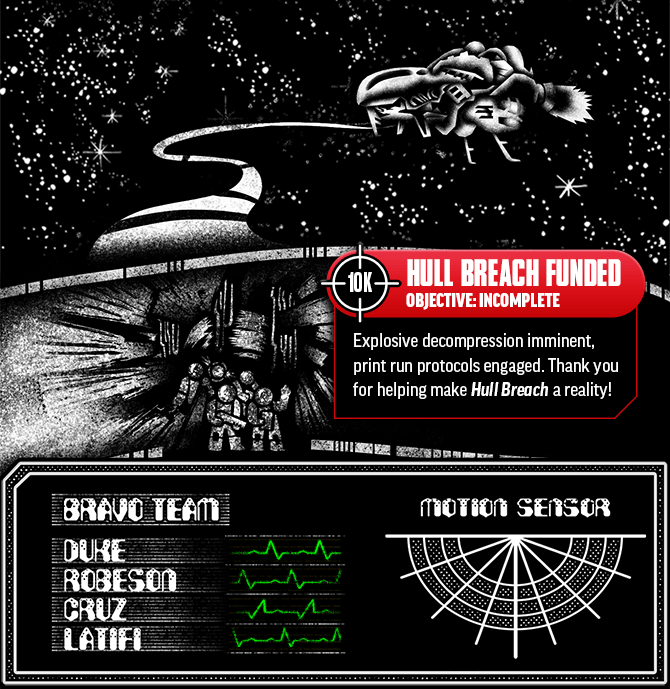 10K
HULL BREACH FUNDED
OBJECTIVE: INCOMPLETE
Explosive decompression imminent,
print run protocols engaged. Thank you
for helping make Hull Breach a reality!
BRAVO TEAM
DUKE
ROBESON
CRUZ
LATIFI
MOTION SENSOR